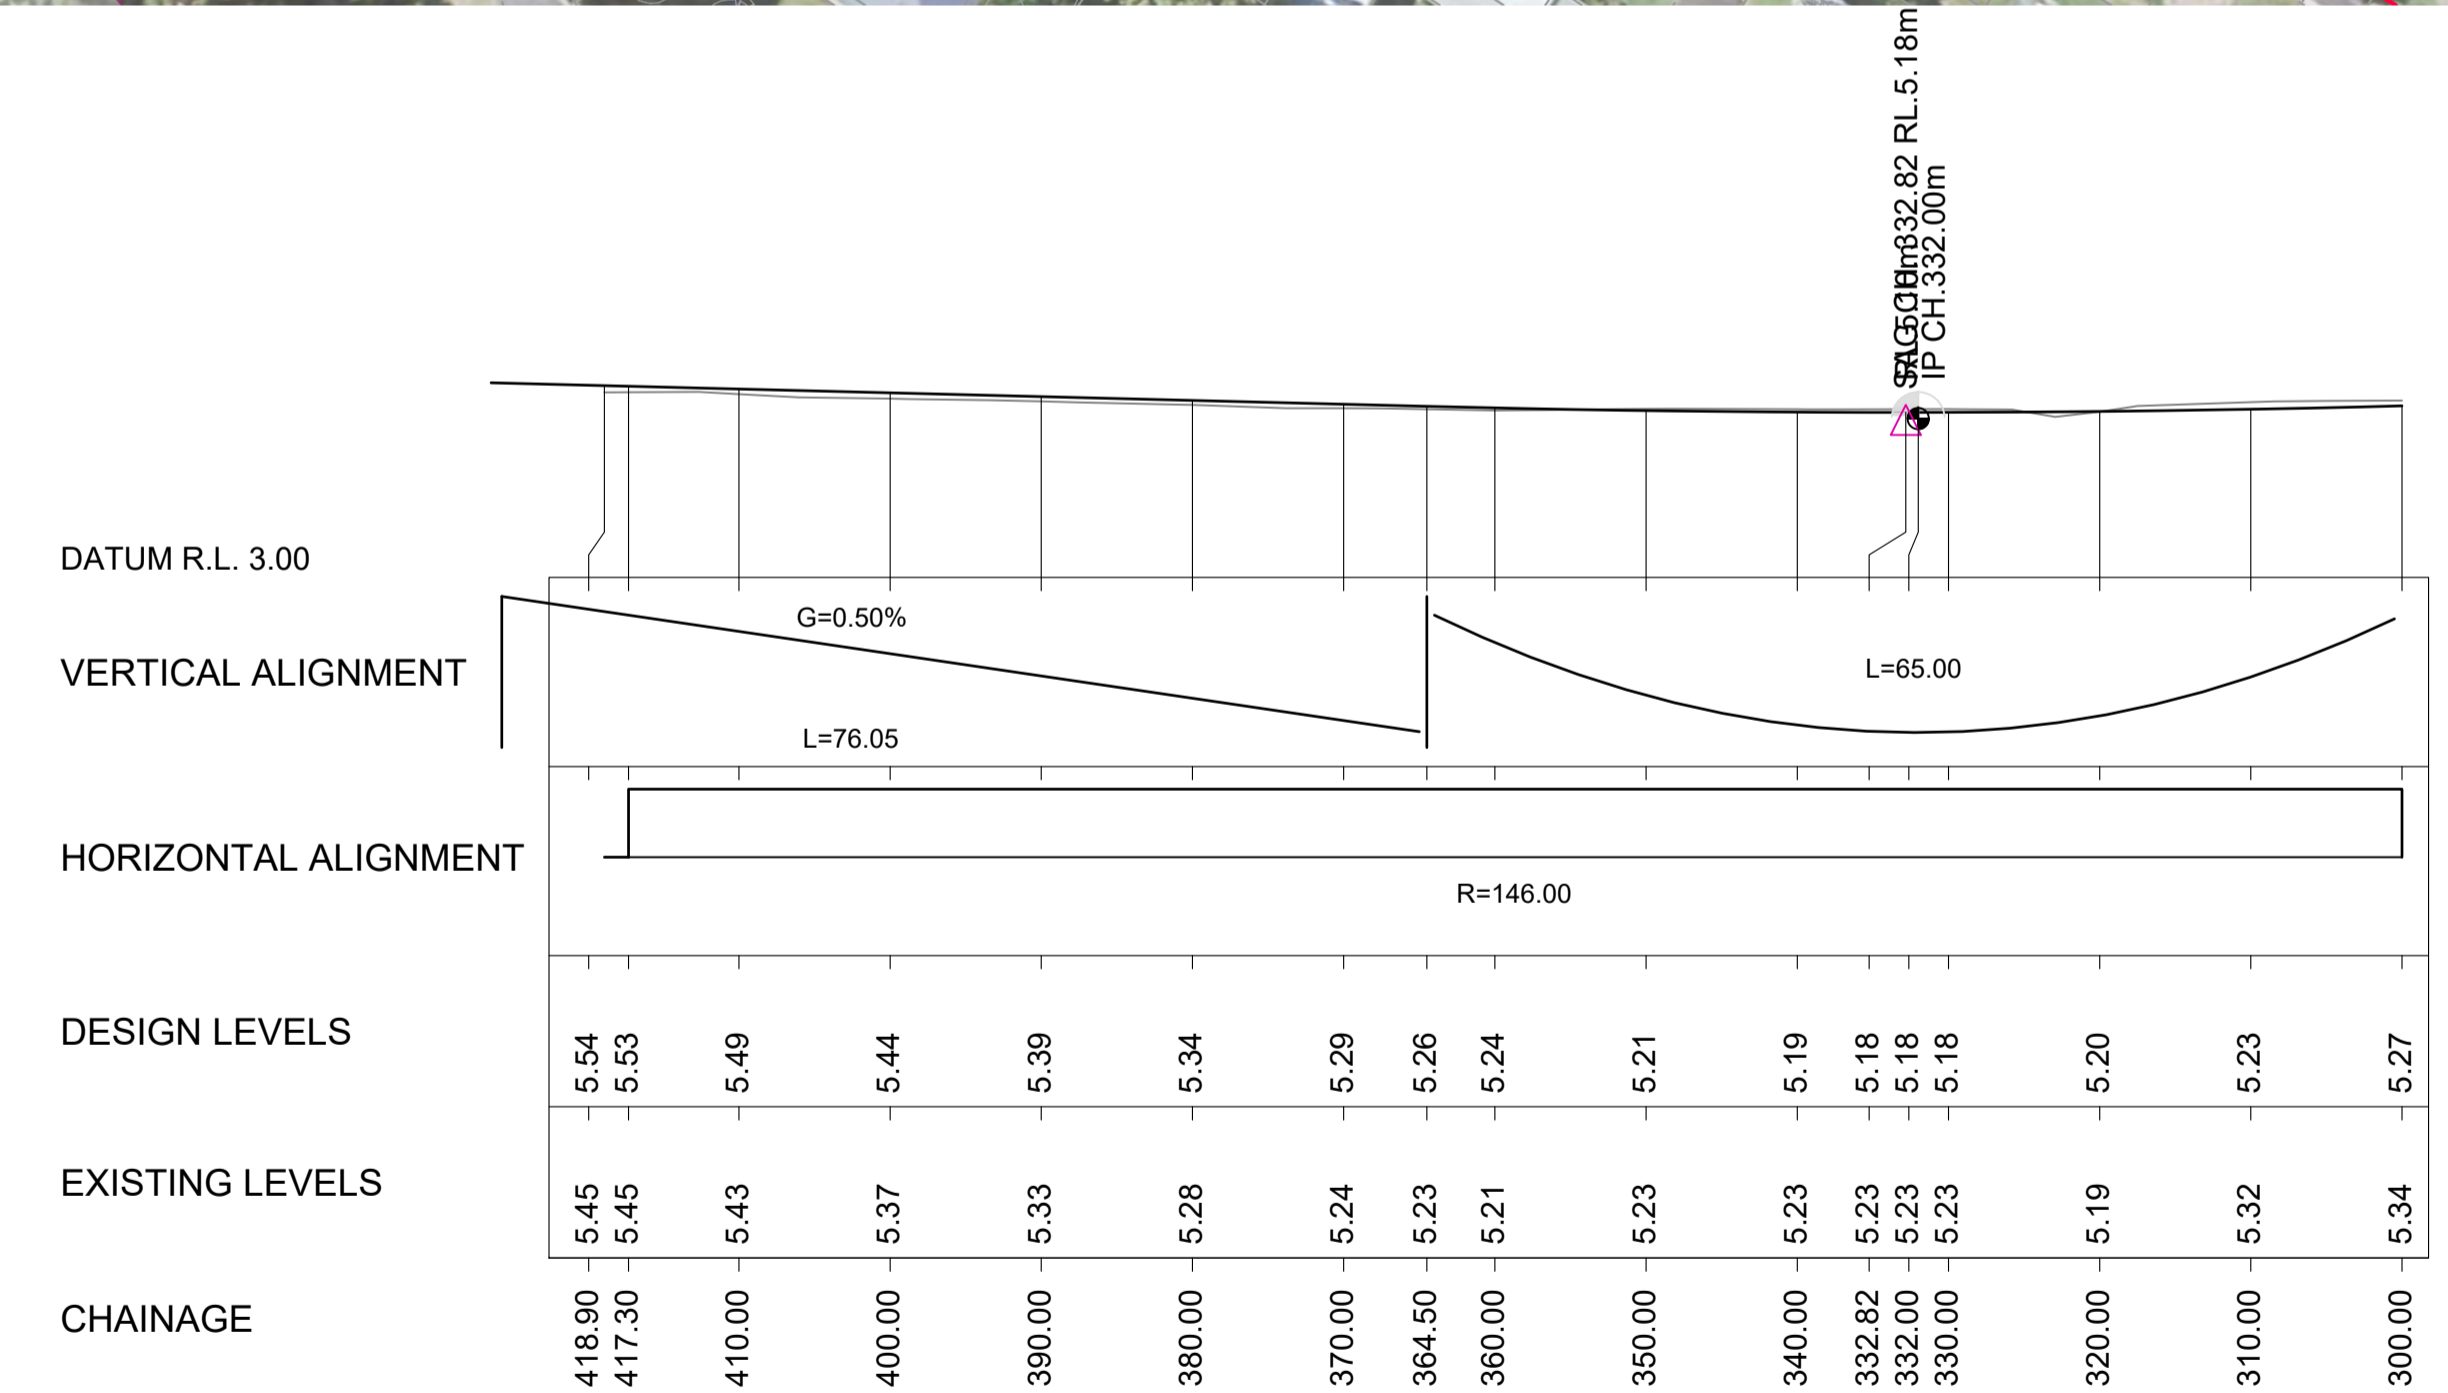 SAG CH.332.82 RL.5.18m
IP CH.332.00m
DATUM R.L. 3.00
VERTICAL ALIGNMENT
G=0.50%
L=76.05
L=65.00
HORIZONTAL ALIGNMENT
R=146.00
DESIGN LEVELS
5.54 5.53 5.49 5.44 5.39 5.34 5.29 5.26 5.24 5.21 5.19 5.18 5.18 5.18 5.20 5.23 5.27
EXISTING LEVELS
5.45 5.45 5.43 5.37 5.33 5.28 5.24 5.23 5.21 5.23 5.23 5.23 5.23 5.23 5.19 5.32 5.34
CHAINAGE
418.90 417.30 410.00 400.00 390.00 380.00 370.00 364.50 360.00 350.00 340.00 332.82 332.00 330.00 320.00 310.00 300.00